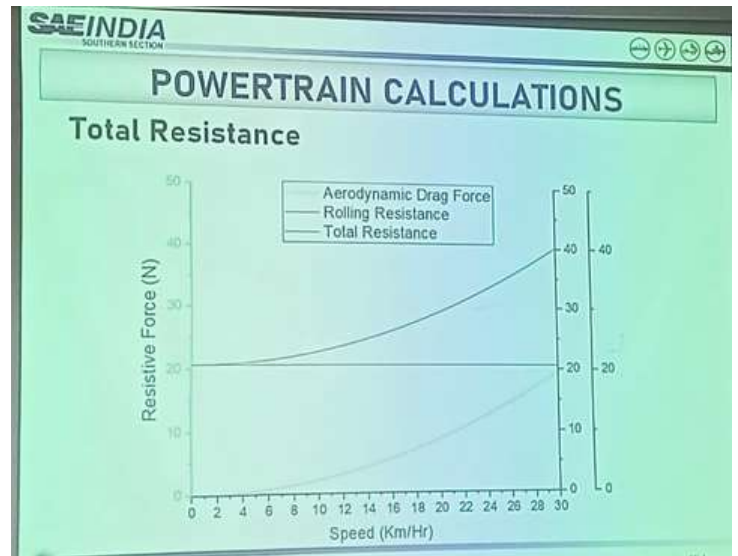 SAEINDIA
SOUTHERN SECTION
POWERTRAIN CALCULATIONS
Total Resistance
Aerodynamic Drag Force
Rolling Resistance
Total Resistance
Resistive Force (N)
50
40
30
20
10
0
50
40
30
20
10
0
40
20
0
0 2 4 6 8 10 12 14 16 18 20 22 24 26 28 30
Speed (Km/Hr)